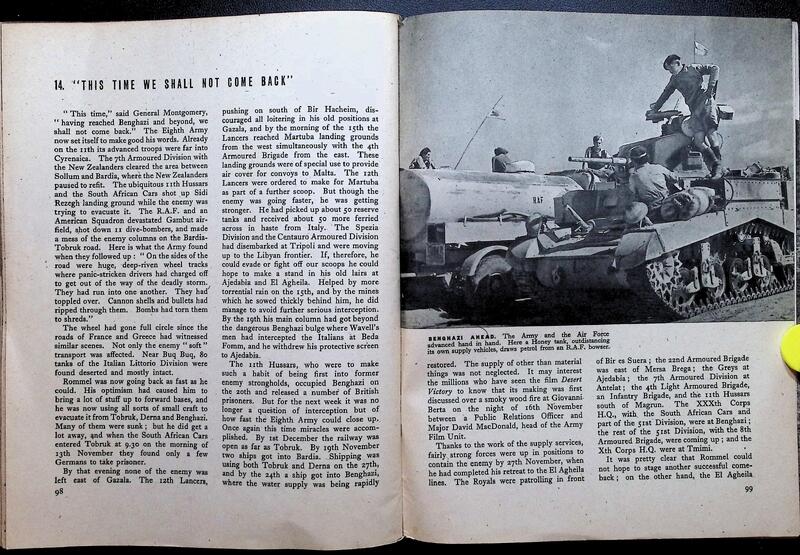 14. "THIS TIME WE SHALL NOT COME BACK"
" This time," said General Montgomery,
" having reached Benghazi and beyond, we
shall not come back." The Eighth Army
now set itself to make good his words. Already
on the 11th its advanced troops were far into
Cyrenaica. The 7th Armoured Division with
the New Zealanders cleared the area between
Sollum and Bardia, where the New Zealanders
paused to refit. The ubiquitous 11th Hussars
and the South African Cars shot up Sidi
Rezegh landing ground while the enemy was
trying to evacuate it. The R.A.F. and an
American Squadron devastated Gambut air-
field, shot down 11 dive-bombers, and made
a mess of the enemy columns on the Bardia-
Tobruk road. Here is what the Army found
when they followed up : " On the sides of the
road were huge, deep-riven wheel tracks
where panic-stricken drivers had charged off
to get out of the way of the deadly storm.
They had run into one another. They had
toppled over. Cannon shells and bullets had
ripped through them. Bombs had torn them
to shreds."
The wheel had gone full circle since the
roads of France and Greece had witnessed
similar scenes. Not only the enemy " soft "
transport was affected. Near Buq Buq, 80
tanks of the Italian Littorio Division were
found deserted and mostly intact.
Rommel was now going back as fast as he
could. His optimism had caused him to
bring a lot of stuff up to forward bases, and
he was now using all sorts of small craft to
evacuate it from Tobruk, Derna and Benghazi.
Many of them were sunk ; but he did get a
lot away, and when the South African Cars
entered Tobruk at 9.30 on the morning of
13th November they found only a few
Germans to take prisoner.
By that evening none of the enemy was
left east of Gazala. The 12th Lancers,
98
pushing on south of Bir Hacheim, dis-
couraged all loitering in his old positions at
Gazala, and by the morning of the 15th the
Lancers reached Martuba landing grounds
from the west simultaneously with the 4th
Armoured Brigade from the east. These
landing grounds were of special use to provide
air cover for convoys to Malta. The 12th
Lancers were ordered to make for Martuba
as part of a further scoop. But though the
enemy was going faster, he was getting
stronger. He had picked up about 50 reserve
tanks and received about 50 more ferried
across in haste from Italy. The Spezia
Division and the Centauro Armoured Division
had disembarked at Tripoli and were moving
up to the Libyan frontier. If, therefore, he
could evade or fight off our scoops he could
hope to make a stand in his old lairs at
Ajedabia and El Agheila. Helped by more
torrential rain on the 15th, and by the mines
which he sowed thickly behind him, he did
manage to avoid further serious interception.
By the 19th his main column had got beyond
the dangerous Benghazi bulge where Wavell's
men had intercepted the Italians at Beda
Fomm, and he withdrew his protective screen
to Ajedabia.
The 11th Hussars, who were to make
such a habit of being first into former
enemy strongholds, occupied Benghazi on
the 20th and released a number of British
prisoners. But for the next week it was no
longer a question of interception but of
how fast the Eighth Army could close up.
Once again this time miracles were accom-
plished. By 1st December the railway was
open as far as Tobruk. By 19th November
two ships got into Bardia. Shipping was
using both Tobruk and Derna on the 27th,
and by the 24th a ship got into Benghazi,
where the water supply was being rapidly
RAF
BENGHAZI AHEAD. The Army and the Air Force
advanced hand in hand. Here a Honey tank, outdistancing
its own supply vehicles, draws petrol from an R.A.F. bowser.
restored. The supply of other than material
things was not neglected. It may interest
the millions who have seen the film Desert
Victory to know that its making was first
discussed over a smoky wood fire at Giovanni
Berta on the night of 16th November
between a Public Relations Officer and
Major David MacDonald, head of the Army
Film Unit.
Thanks to the work of the supply services,
fairly strong forces were up in positions to
contain the enemy by 27th November, when
he had completed his retreat to the El Agheila
lines. The Royals were patrolling in front
of Bir es Suera ; the 22nd Armoured Brigade
was east of Mersa Brega ; the Greys at
Ajedabia ; the 7th Armoured Division at
Antelat ; the 4th Light Armoured Brigade,
an Infantry Brigade, and the 11th Hussars
south of Magrun. The XXXth Corps
H.Q., with the South African Cars and
part of the 51st Division, were at Benghazi ;
the rest of 51st Division, with the 8th
Armoured Brigade, were coming up ; and the
Xth Corps H.Q. were at Tmimi.
It was pretty clear that Rommel could
not hope to stage another successful come-
back ; on the other hand, the El Agheila
99